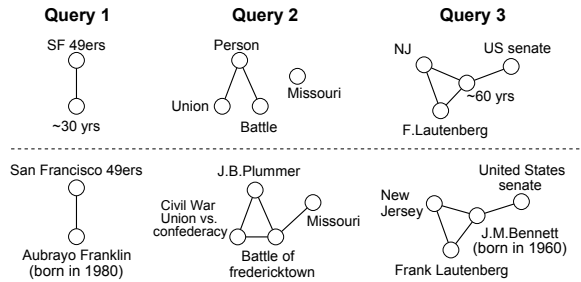 Query 1
Query 2
Query 3
SF 49ers
~30 yrs
Person
Union
Battle
Missouri
NJ
US senate
~60 yrs
F.Lautenberg
San Francisco 49ers
Aubrayo Franklin
(born in 1980)
J.B.Plummer
Civil War
Union vs.
confederacy
Missouri
Battle of
fredericktown
New
Jersey
United States
senate
J.M.Bennett
(born in 1960)
Frank Lautenberg